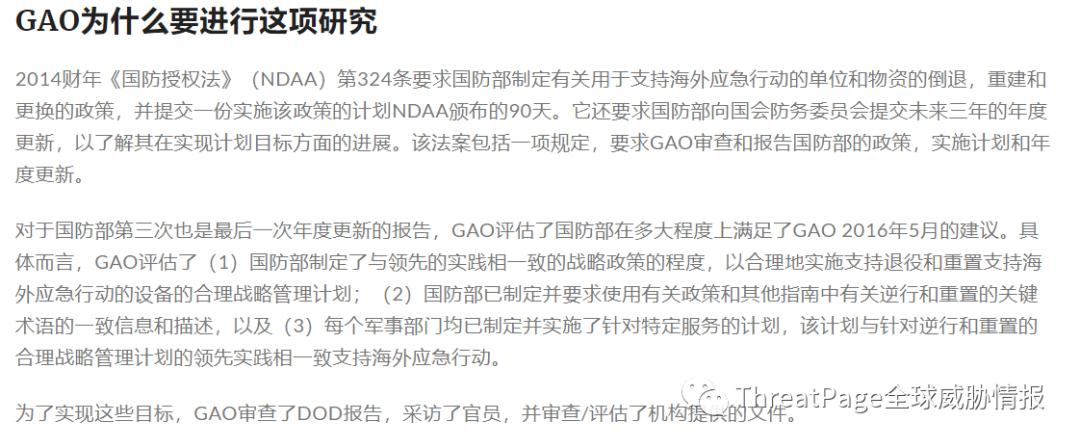 GAO为什么要进行这项研究
2014财年《国防授权法》（NDAA）第324条要求国防部制定有关用于支持海外应急行动的单位和物资的倒退，重建和
更换的政策，并提交一份实施该政策的计划NDAA颁布的90天。它还要求国防部向国会防务委员会提交未来三年的年度
更新，以了解其在实现计划目标方面的进展。该法案包括一项规定，要求GAO审查和报告国防部的政策，实施计划和年
度更新。
对于国防部第三次也是最后一次年度更新的报告，GAO评估了国防部在多大程度上满足了GAO 2016年5月的建议。具
体而言，GAO评估了（1）国防部制定了与领先的实践相一致的战略政策的程度，以合理地实施支持退役和重置支持海
外应急行动的设备的合理战略管理计划；（2）国防部已制定并要求使用有关政策和其他指南中有关逆行和重置的关键
术语的一致信息和描述，以及（3）每个军事部门均已制定并实施了针对特定服务的计划，该计划与针对逆行和重置的
合理战略管理计划的领先实践相一致支持海外应急行动。
为了实现这些目标，GAO审查了DOD报告，采访了官员，并审查/评估了机构提供的文件。
ThreatPage全球威胁情报